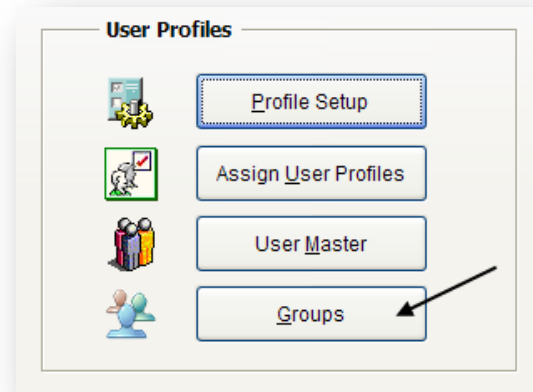 User Profiles
Profile Setup
Assign User Profiles
User Master
Groups